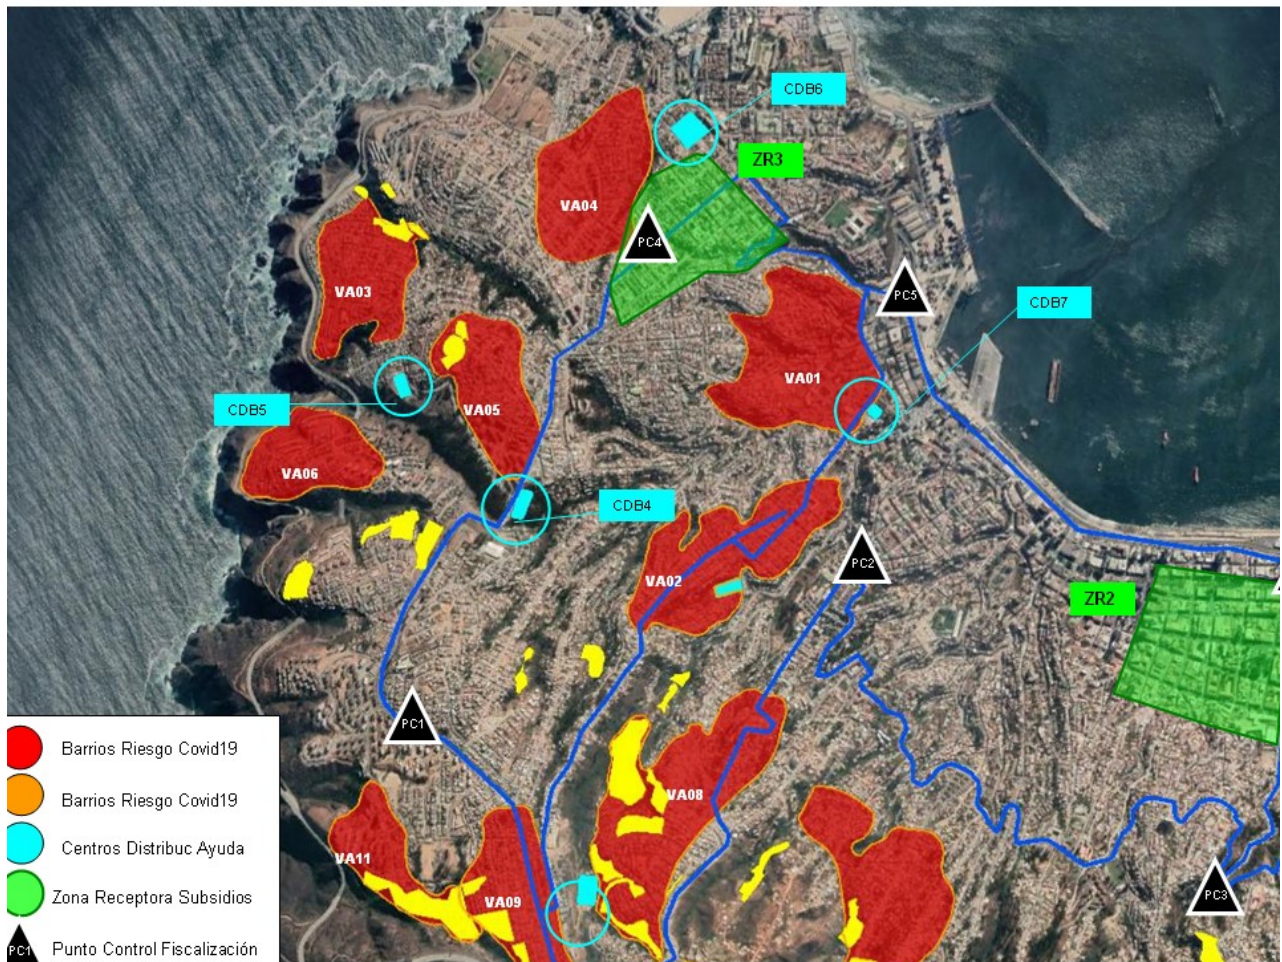 CDB6
ZR3
VA04
PC4
VA03
PC5
CDB7
VA01
CDB5
VA05
VA06
CDB4
PC2
VA02
ZR2
PC1
VA08
VA11
VA09
PC3
Barrios Riesgo Covid19
Barrios Riesgo Covid19
Centros Distribuc Ayuda
Zona Receptora Subsidios
PC1 Punto Control Fiscalización